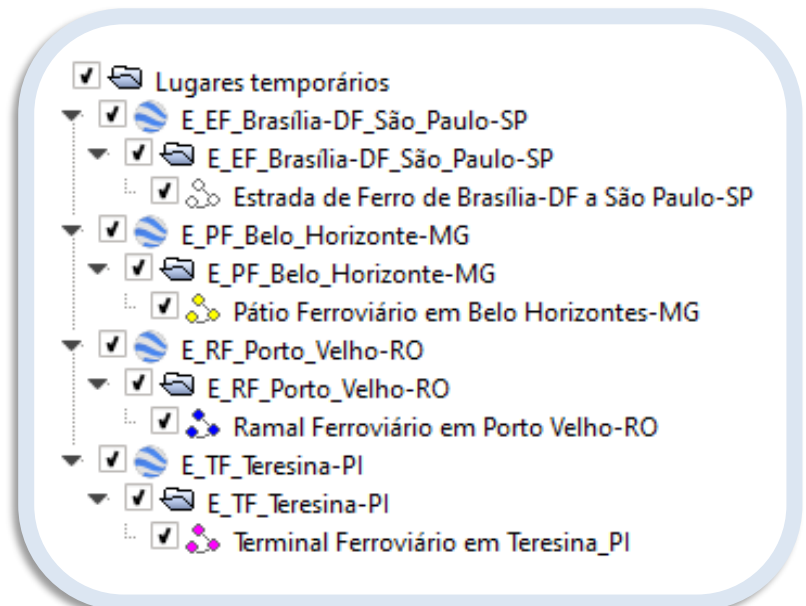 Lugares temporários
E_EF_Brasília-DF_São_Paulo-SP
E_EF_Brasília-DF_São_Paulo-SP
Estrada de Ferro de Brasília-DF a São Paulo-SP
E_PF_Belo_Horizonte-MG
E_PF_Belo_Horizonte-MG
Pátio Ferroviário em Belo Horizontes-MG
E_RF_Porto_Velho-RO
E_RF_Porto_Velho-RO
Ramal Ferroviário em Porto Velho-RO
E_TF_Teresina-PI
E_TF_Teresina-PI
Terminal Ferroviário em Teresina_PI